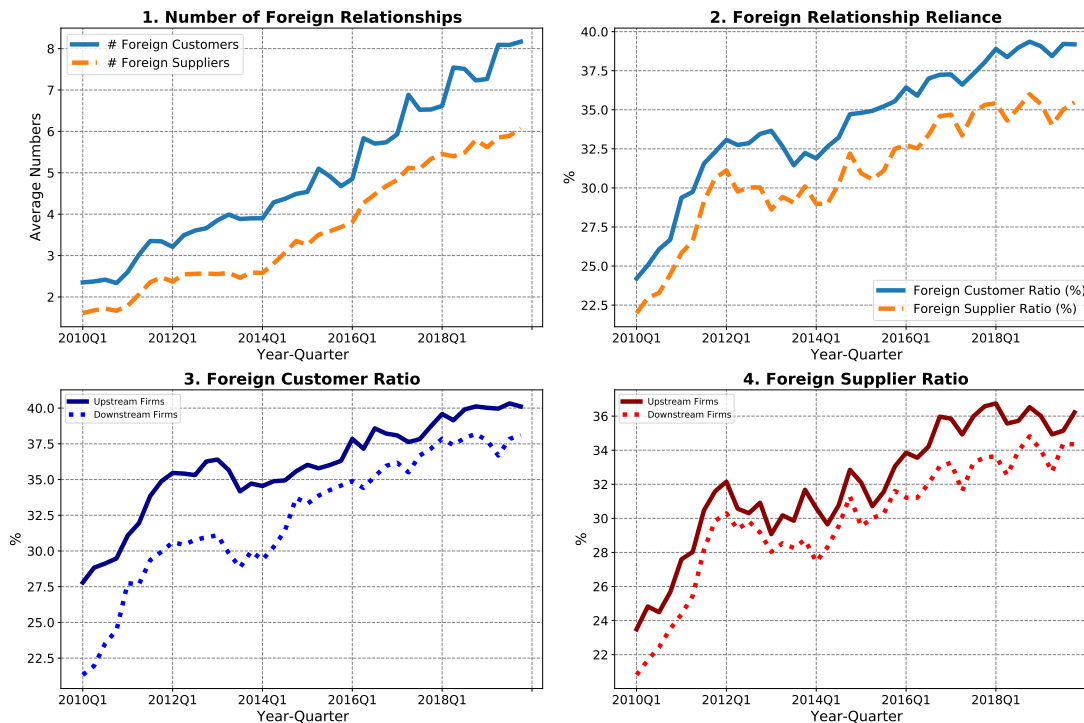 1. Number of Foreign Relationships
# Foreign Customers
# Foreign Suppliers
Average Numbers
8
7
6
5
4
3
2
2010Q1 2012Q1 2014Q1 2016Q1 2018Q1
Year-Quarter
2. Foreign Relationship Reliance
%
40.0
37.5
35.0
32.5
30.0
27.5
25.0
22.5
Foreign Customer Ratio (%)
Foreign Supplier Ratio (%)
2010Q1 2012Q1 2014Q1 2016Q1 2018Q1
Year-Quarter
3. Foreign Customer Ratio
Upstream Firms
Downstream Firms
%
40.0
37.5
35.0
32.5
30.0
27.5
25.0
22.5
2010Q1 2012Q1 2014Q1 2016Q1 2018Q1
Year-Quarter
4. Foreign Supplier Ratio
Upstream Firms
Downstream Firms
%
36
34
32
30
28
26
24
22
2010Q1 2012Q1 2014Q1 2016Q1 2018Q1
Year-Quarter